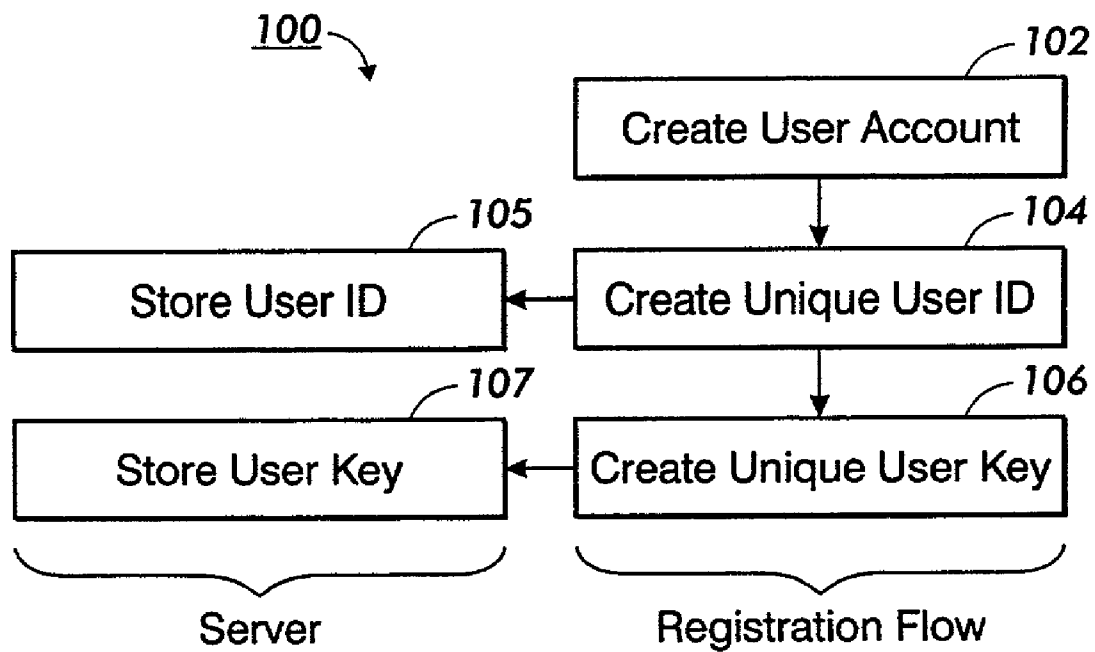 100
102
Create User Account
105
104
Store User ID
Create Unique User ID
107
106
Store User Key
Create Unique User Key
Server
Registration Flow